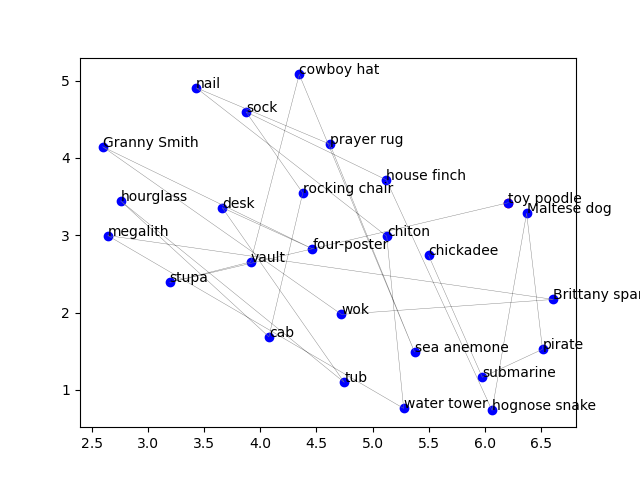 cowboy hat
5
nail
sock
prayer rug
Granny Smith
4
house finch
rocking chair
hourglass
desk
toy poodle
Maltese dog
megalith
3
chiton
four-poster
vault
chickadee
stupa
Brittany spa
2
wok
cab
sea anemone
pirate
submarine
tub
1
water tower
hognose snake
2.5 3.0 3.5 4.0 4.5 5.0 5.5 6.0 6.5